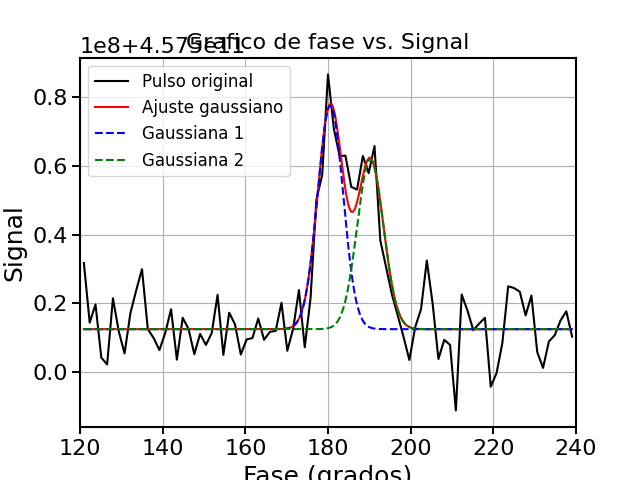 Grafico de fase vs. Signal
1e8+4.575e11
Pulso original
Ajuste gaussiano
Gaussiana 1
Gaussiana 2
Signal
0.8
0.6
0.4
0.2
0.0
120 140 160 180 200 220 240
Fase (grados)